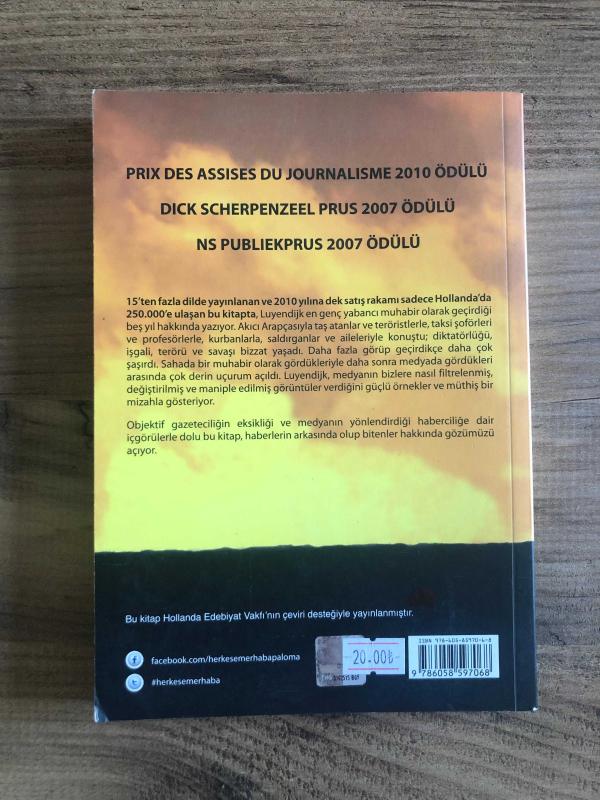 PRIX DES ASSISES DU JOURNALISME 2010 ÖDÜLÜ
DICK SCHERPENZEEL PRUS 2007 ÖDÜLÜ
NS PUBLIEKPRUS 2007 ÖDÜLÜ
15'ten fazla dilde yayınlanan ve 2010 yılına dek satış rakamı sadece Hollanda'da
250.000'e ulaşan bu kitapta, Luyendijk en genç yabancı muhabir olarak geçirdiği
beş yıl hakkında yazıyor. Akıcı Arapçasıyla taş atanlar ve teröristlerle, taksi şoförleri
ve profesörlerle, kurbanlarla, saldırganlar ve aileleriyle konuştu; diktatörlüğü,
işgali, terörü ve savaşı bizzat yaşadı. Daha fazla görüp geçirdikçe daha çok
şaşırdı. Sahada bir muhabir olarak gördükleriyle daha sonra medyada gördükleri
arasında çok derin uçurum açıldı. Luyendijk, medyanın bizlere nasıl filtrelenmiş,
değiştirilmiş ve maniple edilmiş görüntüler verdiğini güçlü örnekler ve müthiş bir
mizahla gösteriyor.
Objektif gazeteciliğin eksikliği ve medyanın yönlendirdiği haberciliğe dair
içgörülerle dolu bu kitap, haberlerin arkasında olup bitenler hakkında gözümüzü
açıyor.
Bu kitap Hollanda Edebiyat Vakfı'nın çeviri desteğiyle yayınlanmıştır.
facebook.com/herkesemerhabapaloma
#herkesemerhaba
20.00₺
ISBN 978-605-85970-6-8
9 786058 597068